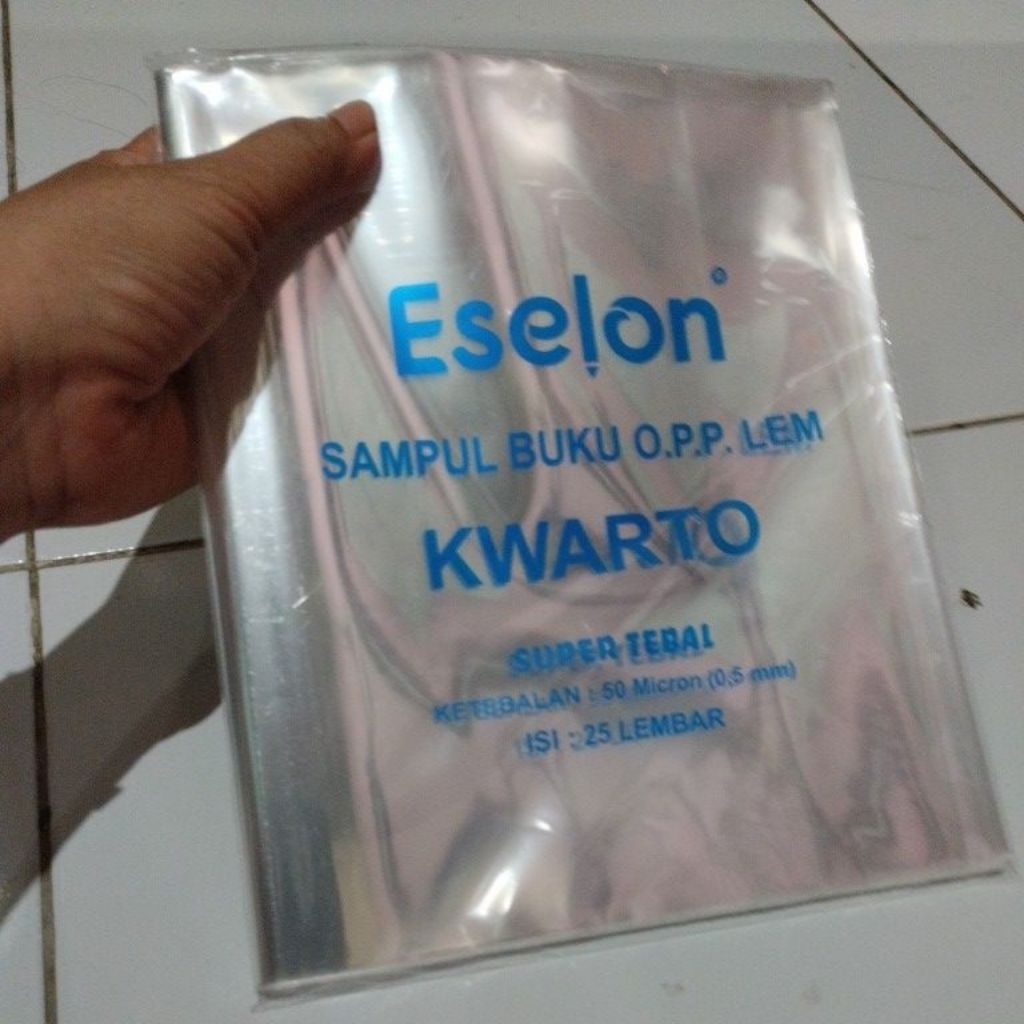 Eselon®
SAMPUL BUKU O.P.P. LEM
KWARTO
SUPER TEBAL
KETEBALAN : 50 Micron (0,5 mm)
ISI : 25 LEMBAR